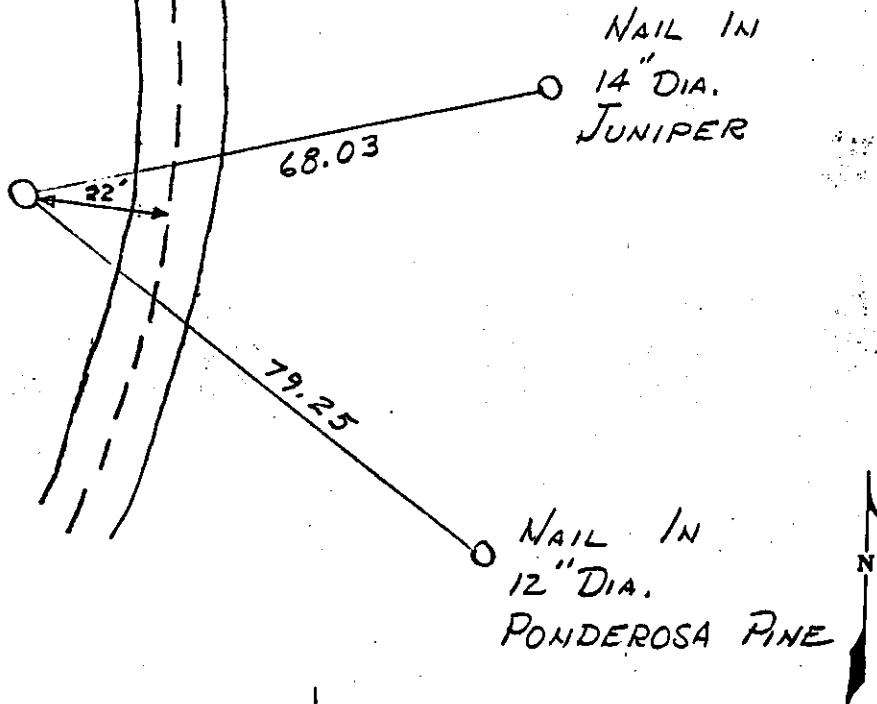 NAIL IN
14" DIA.
JUNIPER
68.03
22'
79.25
NAIL IN
12" DIA.
PONDEROSA PINE
N